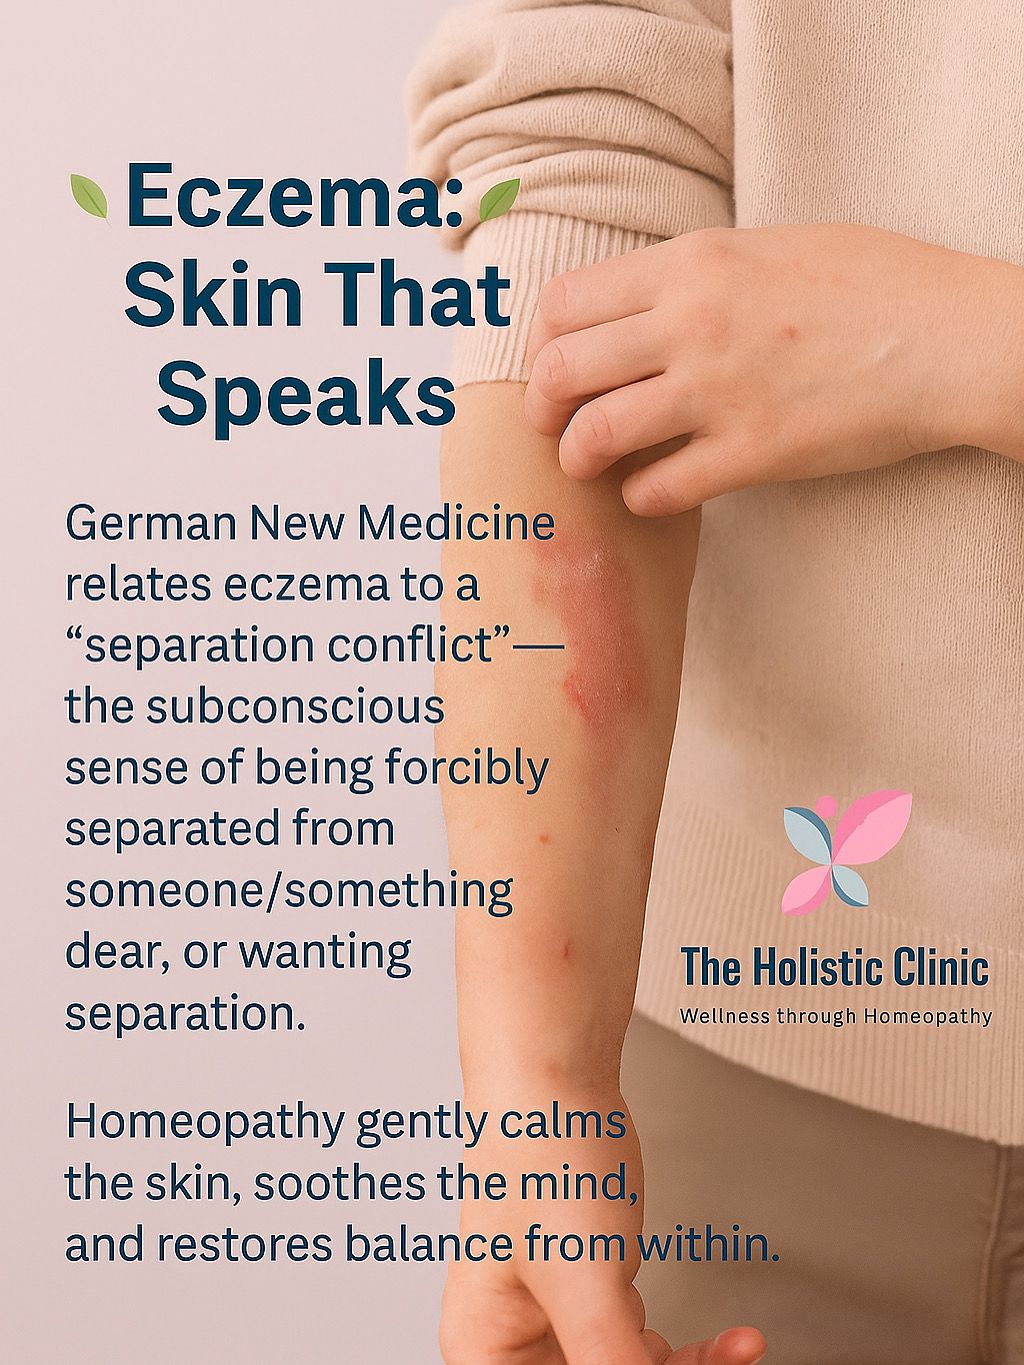 Eczema:
Skin That
Speaks
German New Medicine
relates eczema to a
“separation conflict”—
the subconscious
sense of being forcibly
separated from
someone/something
dear, or wanting
separation.
Homeopathy gently calms
the skin, soothes the mind,
and restores balance from within.
The Holistic Clinic
Wellness through Homeopathy